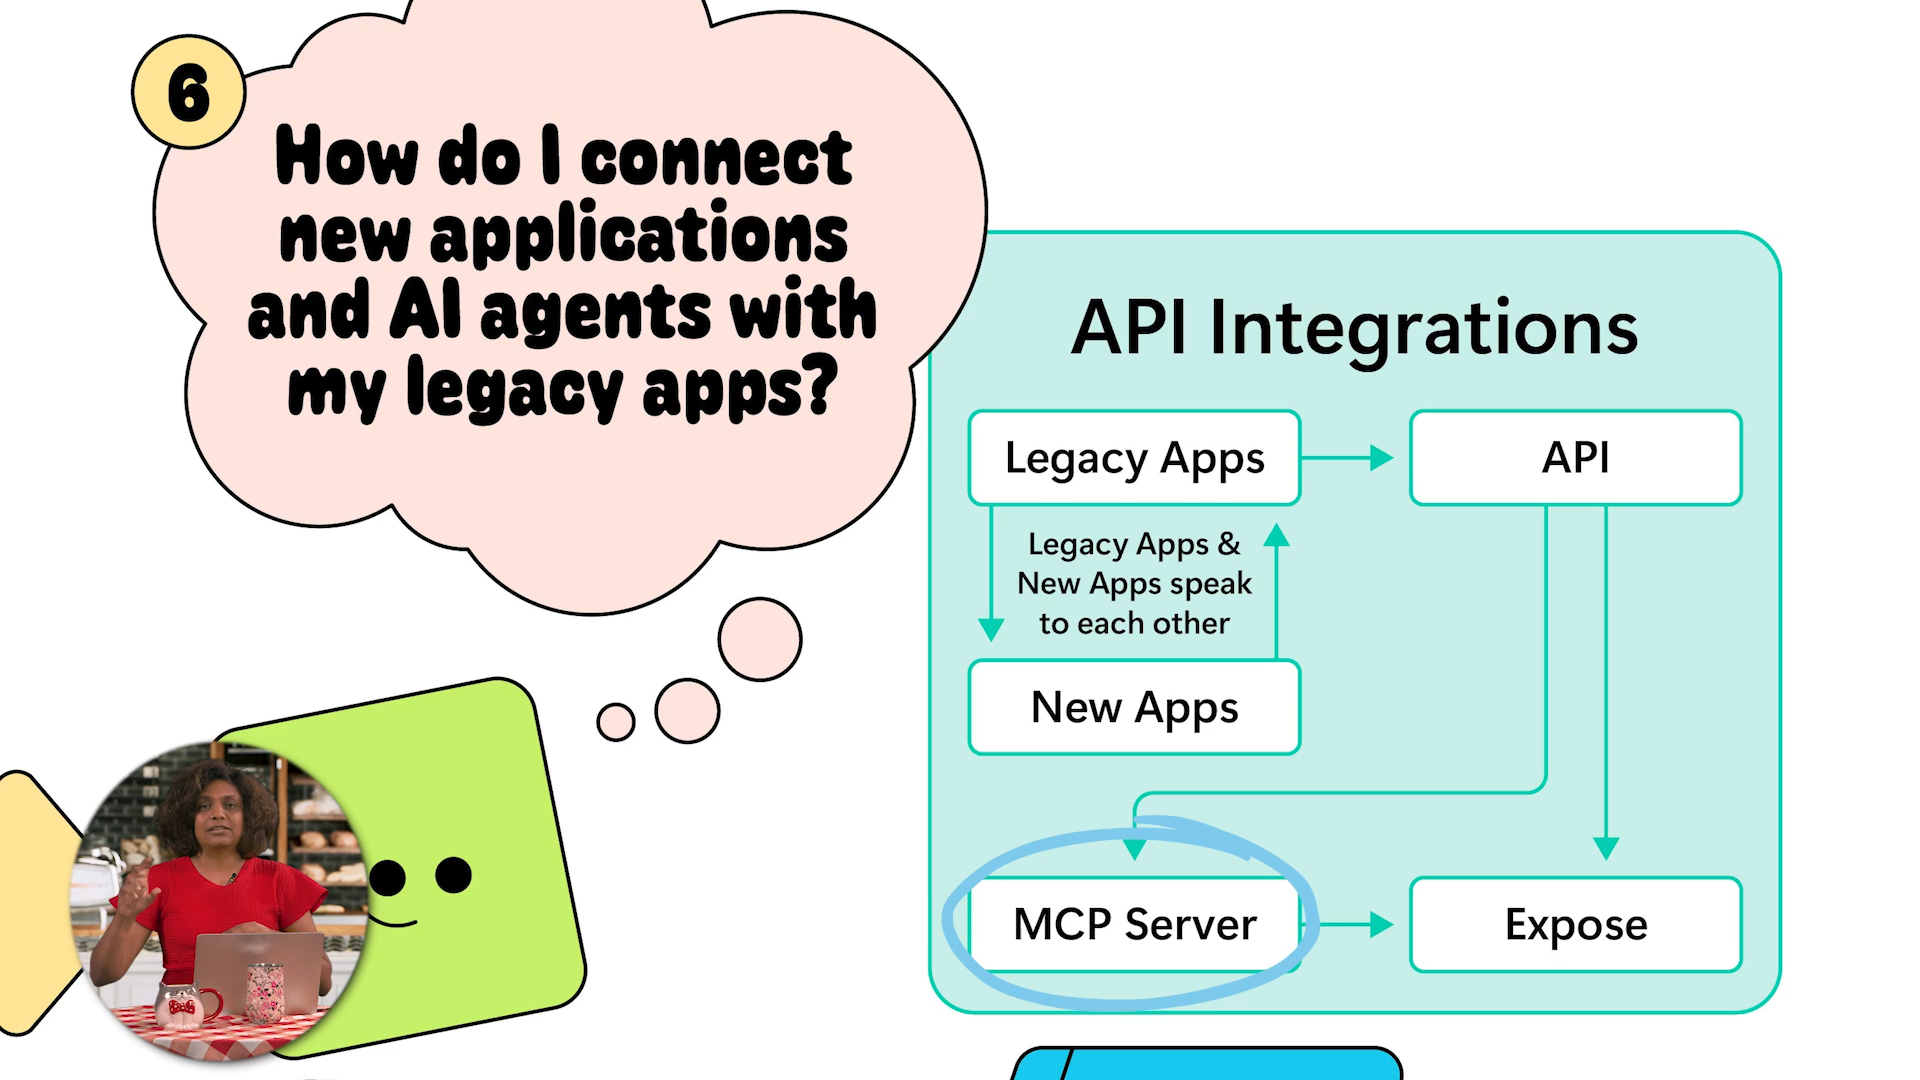 6
How do I connect
new applications
and AI agents with
my legacy apps?
API Integrations
Legacy Apps
API
Legacy Apps &
New Apps speak
to each other
New Apps
MCP Server
Expose